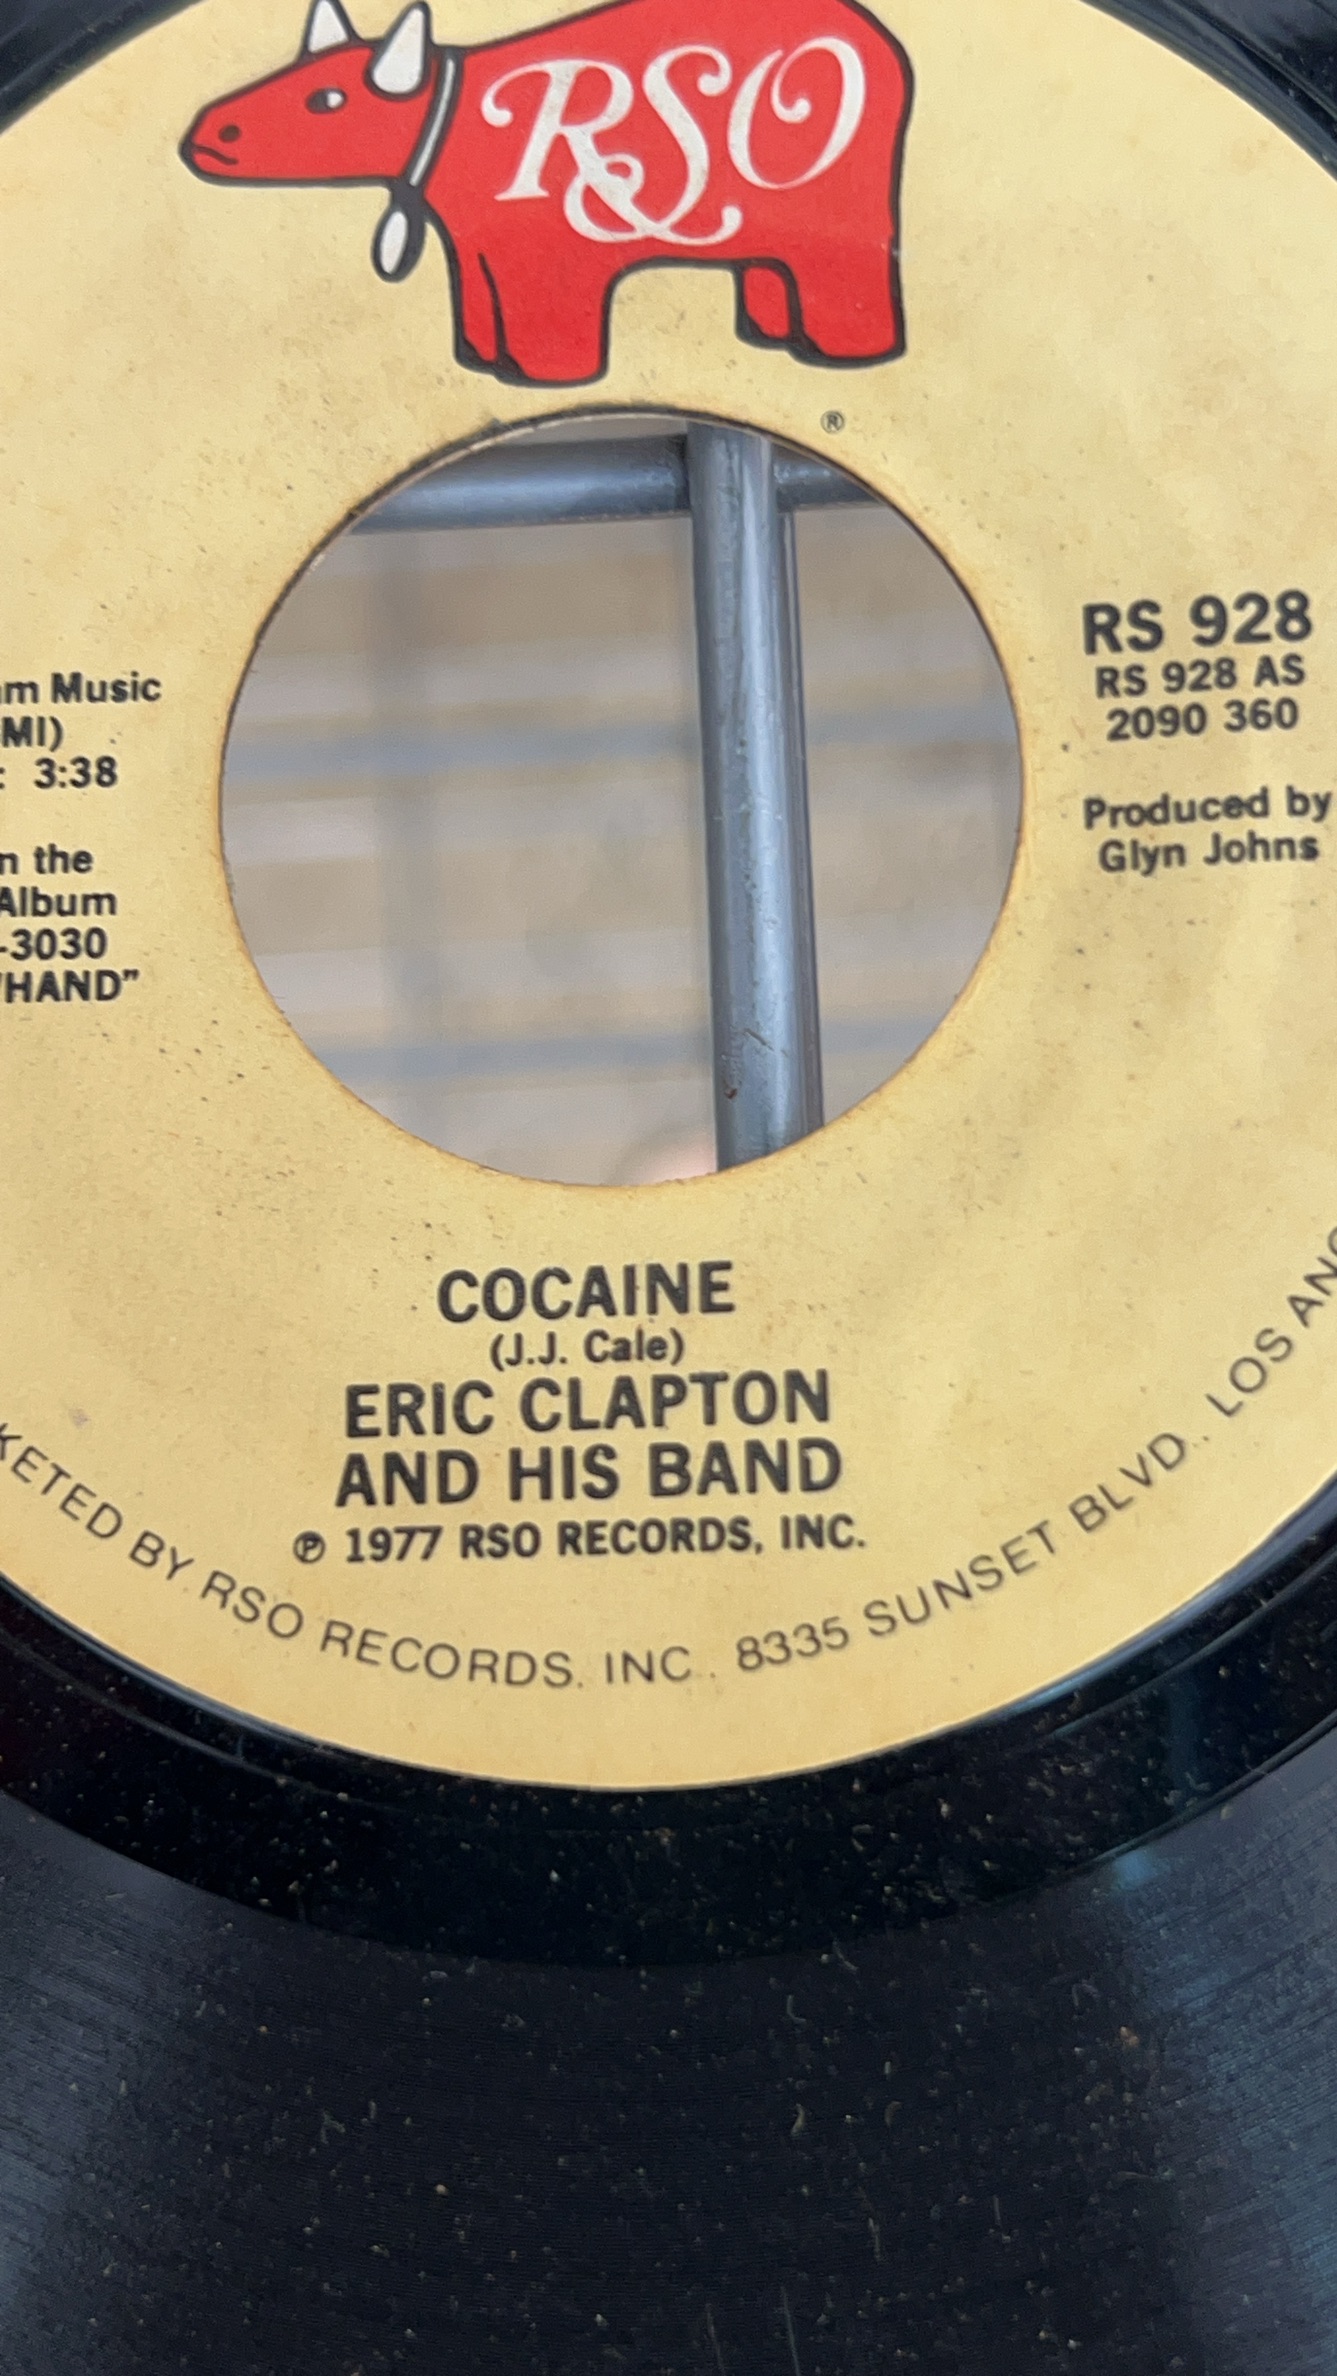 RSO
®
am Music
MI)
: 3:38
n the
Album
-3030
HAND"
RS 928
RS 928 AS
2090 360
Produced by
Glyn Johns
COCAINE
(J.J. Cale)
ERIC CLAPTON
AND HIS BAND
℗ 1977 RSO RECORDS, INC.
KETED BY RSO RECORDS, INC., 8335 SUNSET BLVD., LOS ANG